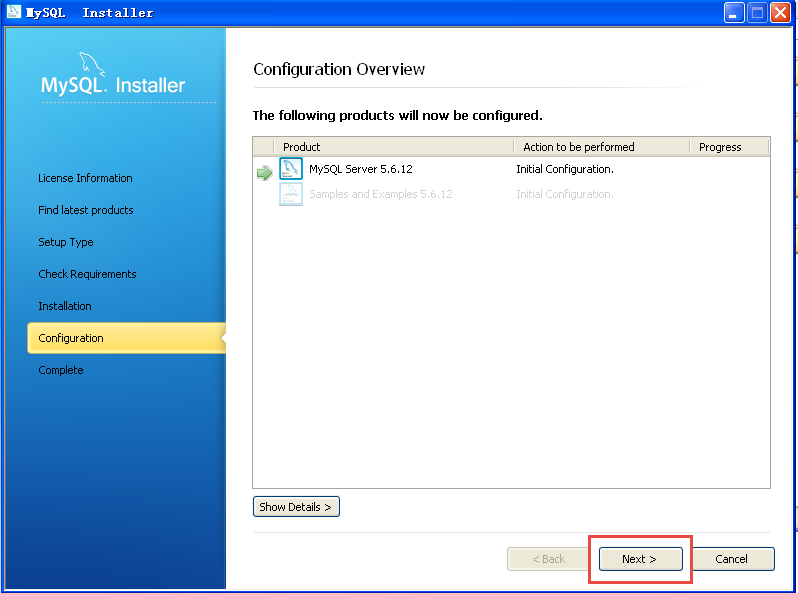 MySQL Installer
MySQL. Installer
Configuration Overview
The following products will now be configured.
Product Action to be performed Progress
MySQL Server 5.6.12 Initial Configuration.
Samples and Examples 5.6.12 Initial Configuration.
License Information
Find latest products
Setup Type
Check Requirements
Installation
Configuration
Complete
Show Details >
< Back Next > Cancel